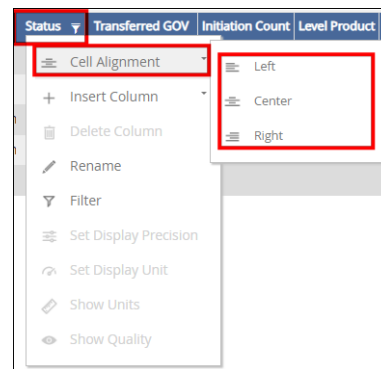 Status Transferred GOV Initiation Count Level Product
Cell Alignment
Left
Center
Right
Insert Column
Delete Column
Rename
Filter
Set Display Precision
Set Display Unit
Show Units
Show Quality